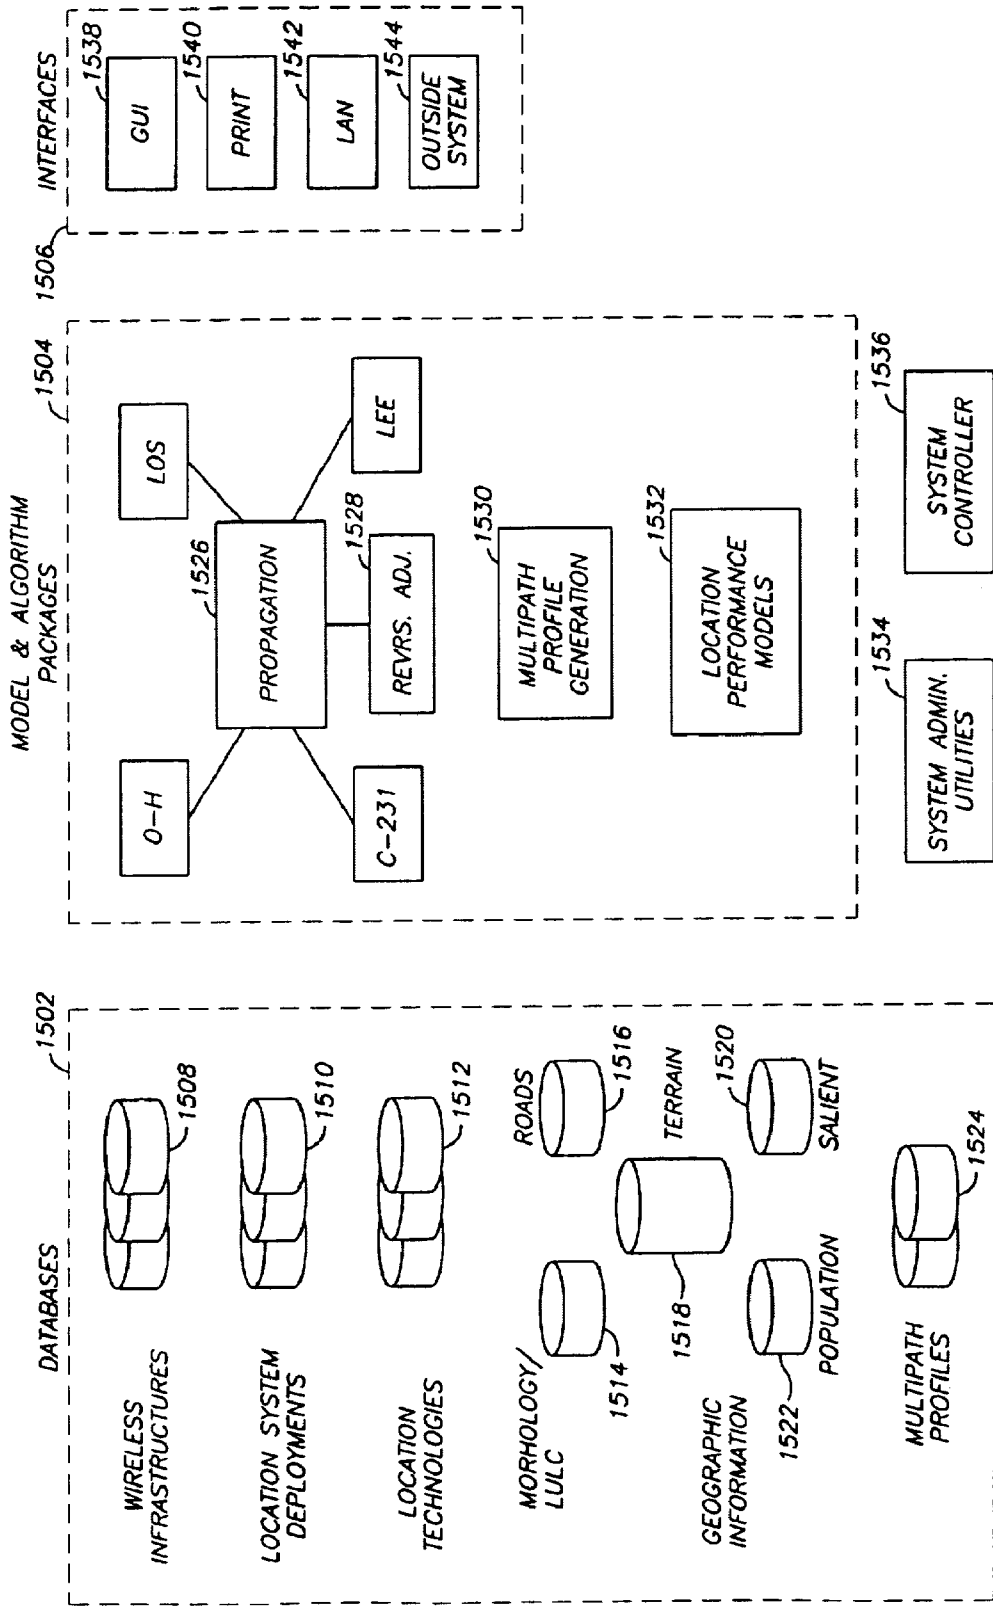 DATABASES
1502
WIRELESS
INFRASTRUCTURES
1508
LOCATION SYSTEM
DEPLOYMENTS
1510
LOCATION
TECHNOLOGIES
1512
MORHOLOGY/
LULC
1514
ROADS
1516
GEOGRAPHIC
INFORMATION
1518
TERRAIN
1522
POPULATION
1520
SALIENT
MULTIPATH
PROFILES
1524
MODEL & ALGORITHM
PACKAGES
1504
O-H
LOS
1526
PROPAGATION
C-231
1528
REVRS. ADJ.
LEE
1530
MULTIPATH
PROFILE
GENERATION
1532
LOCATION
PERFORMANCE
MODELS
1534
SYSTEM ADMIN.
UTILITIES
1536
SYSTEM
CONTROLLER
1506
INTERFACES
1538
GUI
1540
PRINT
1542
LAN
1544
OUTSIDE
SYSTEM